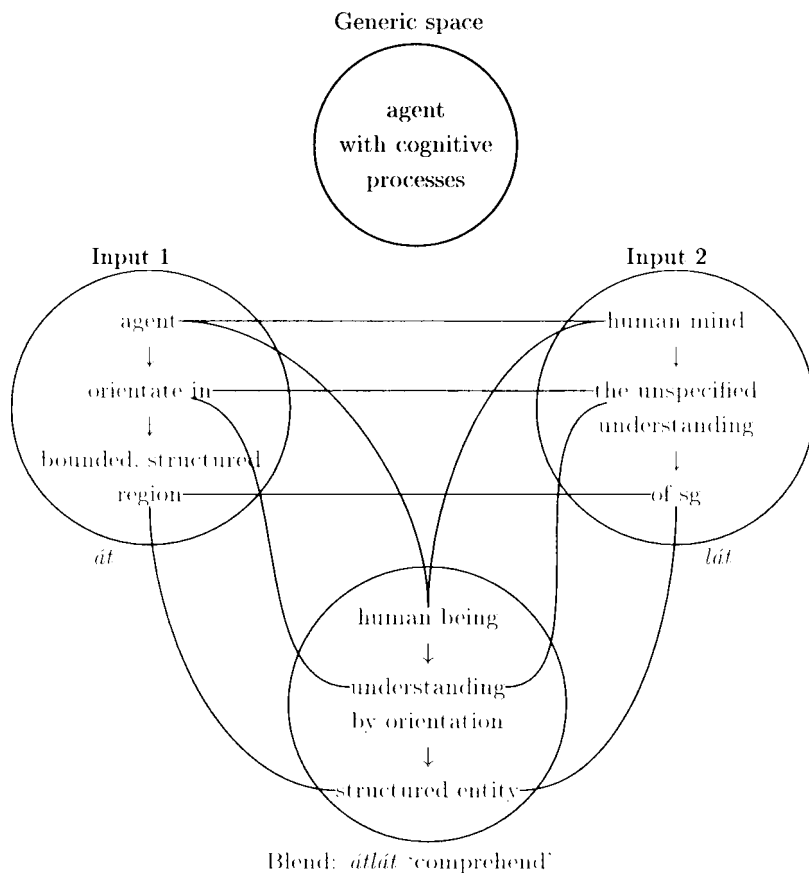 Generic space
agent
with cognitive
processes
Input 1
Input 2
agent
↓
orientate in
↓
bounded, structured
region
át
human mind
↓
the unspecified
understanding
↓
of sg
lát
human being
↓
understanding
by orientation
↓
structured entity
Blend: átlát ‘comprehend’